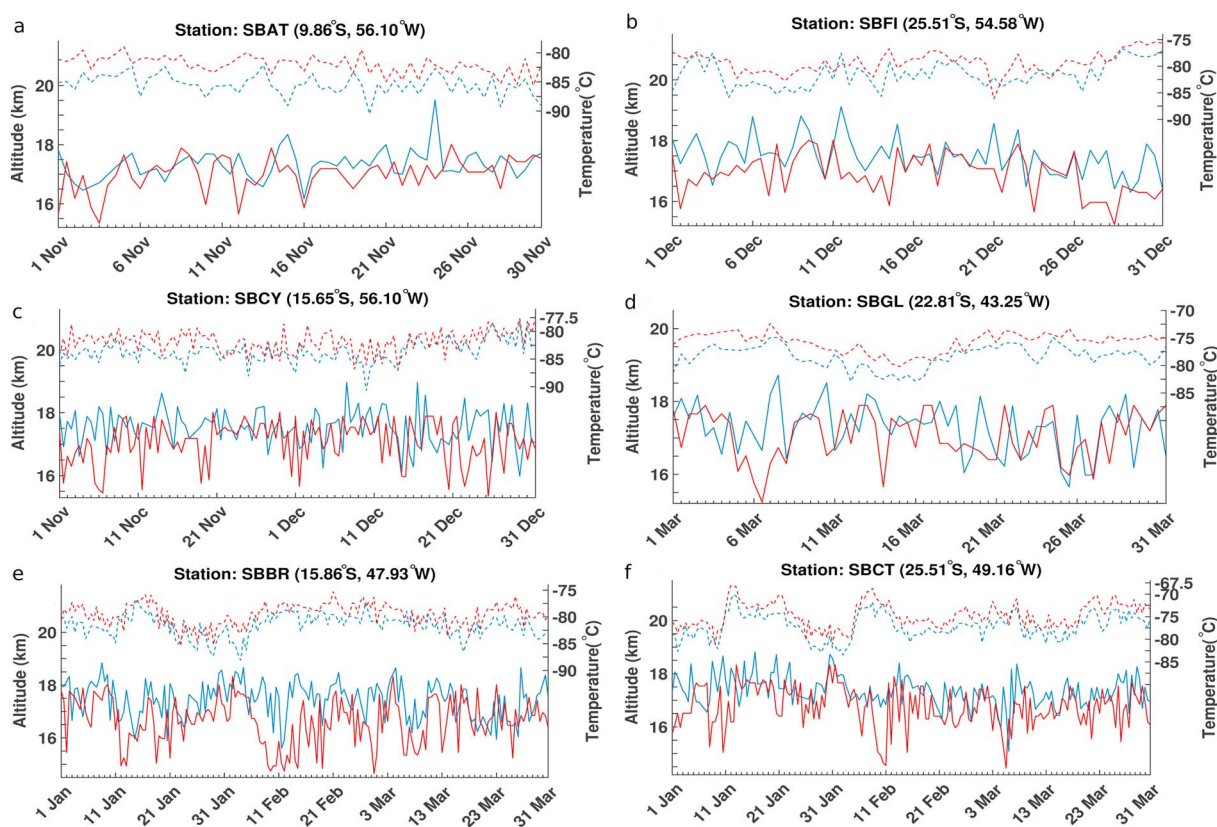 a
Station: SBAT (9.86°S, 56.10°W)
20
18
16
Altitude (km)
-80
-85
-90
Temperature(°C)
1 Nov
6 Nov
11 Nov
16 Nov
21 Nov
26 Nov
30 Nov
b
Station: SBFI (25.51°S, 54.58°W)
20
18
16
Altitude (km)
-75
-80
-85
-90
Temperature(°C)
1 Dec
6 Dec
11 Dec
16 Dec
21 Dec
26 Dec
31 Dec
c
Station: SBCY (15.65°S, 56.10°W)
20
18
16
Altitude (km)
-77.5
-80
-85
-90
Temperature(°C)
1 Nov
11 Noc
21 Nov
1 Dec
11 Dec
21 Dec
31 Dec
d
Station: SBGL (22.81°S, 43.25°W)
20
18
16
Altitude (km)
-70
-75
-80
-85
Temperature(°C)
1 Mar
6 Mar
11 Mar
16 Mar
21 Mar
26 Mar
31 Mar
e
Station: SBBR (15.86°S, 47.93°W)
20
18
16
Altitude (km)
-75
-80
-85
-90
Temperature(°C)
1 Jan
11 Jan
21 Jan
31 Jan
11 Feb
21 Feb
3 Mar
13 Mar
23 Mar
31 Mar
f
Station: SBCT (25.51°S, 49.16°W)
20
18
16
Altitude (km)
-67.5
-70
-75
-80
-85
Temperature(°C)
1 Jan
11 Jan
21 Jan
31 Jan
11 Feb
21 Feb
3 Mar
13 Mar
23 Mar
31 Mar